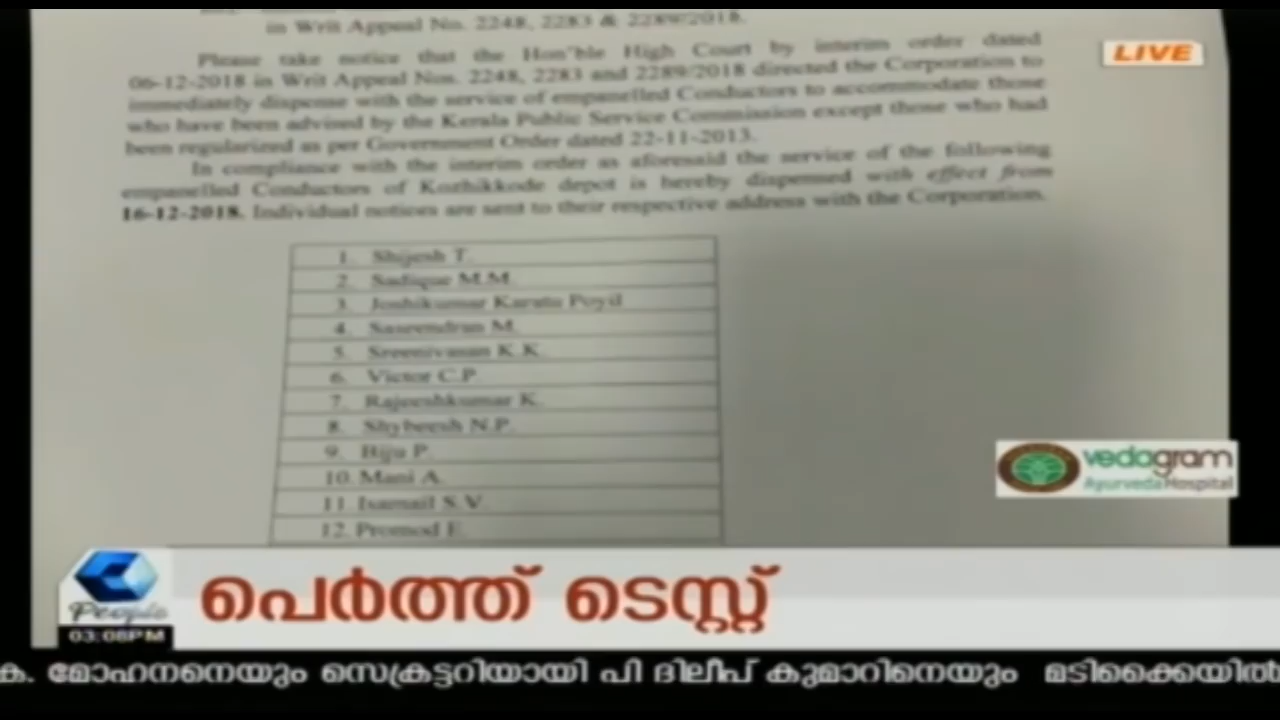 in Writ Appeal No. 2248, 2283 & 2289/2018.
Please take notice that the Hon'ble High Court by interim order dated
06-12-2018 in Writ Appeal Nos. 2248, 2283 and 2289/2018 directed the Corporation to
immediately dispense with the service of empanelled Conductors to accommodate those
who have been advised by the Kerala Public Service Commission except those who had
been regularized as per Government Order dated 22-11-2013.
In compliance with the interim order as aforesaid the service of the following
empanelled Conductors of Kozhikkode depot is hereby dispensed with effect from
16-12-2018. Individual notices are sent to their respective address with the Corporation.
1. Shijesh T.
2. Sadique M.M.
3. Joshikumar Karatu Poyil
4. Saseendran M.
5. Sreenivasan K.K.
6. Victor C.P.
7. Rajeeshkumar K.
8. Shybeesh N.P.
9. Biju P.
10. Mani A.
11. Ismail S.V.
12. Promod E.
LIVE
vedagram
Ayurveda Hospital
People
03:08PM
പെർത്ത് ടെസ്റ്റ്
ക. മോഹനനെയും സെക്രട്ടറിയായി പി ദിലീപ് കുമാറിനെയും മടിക്കൈയിൽ